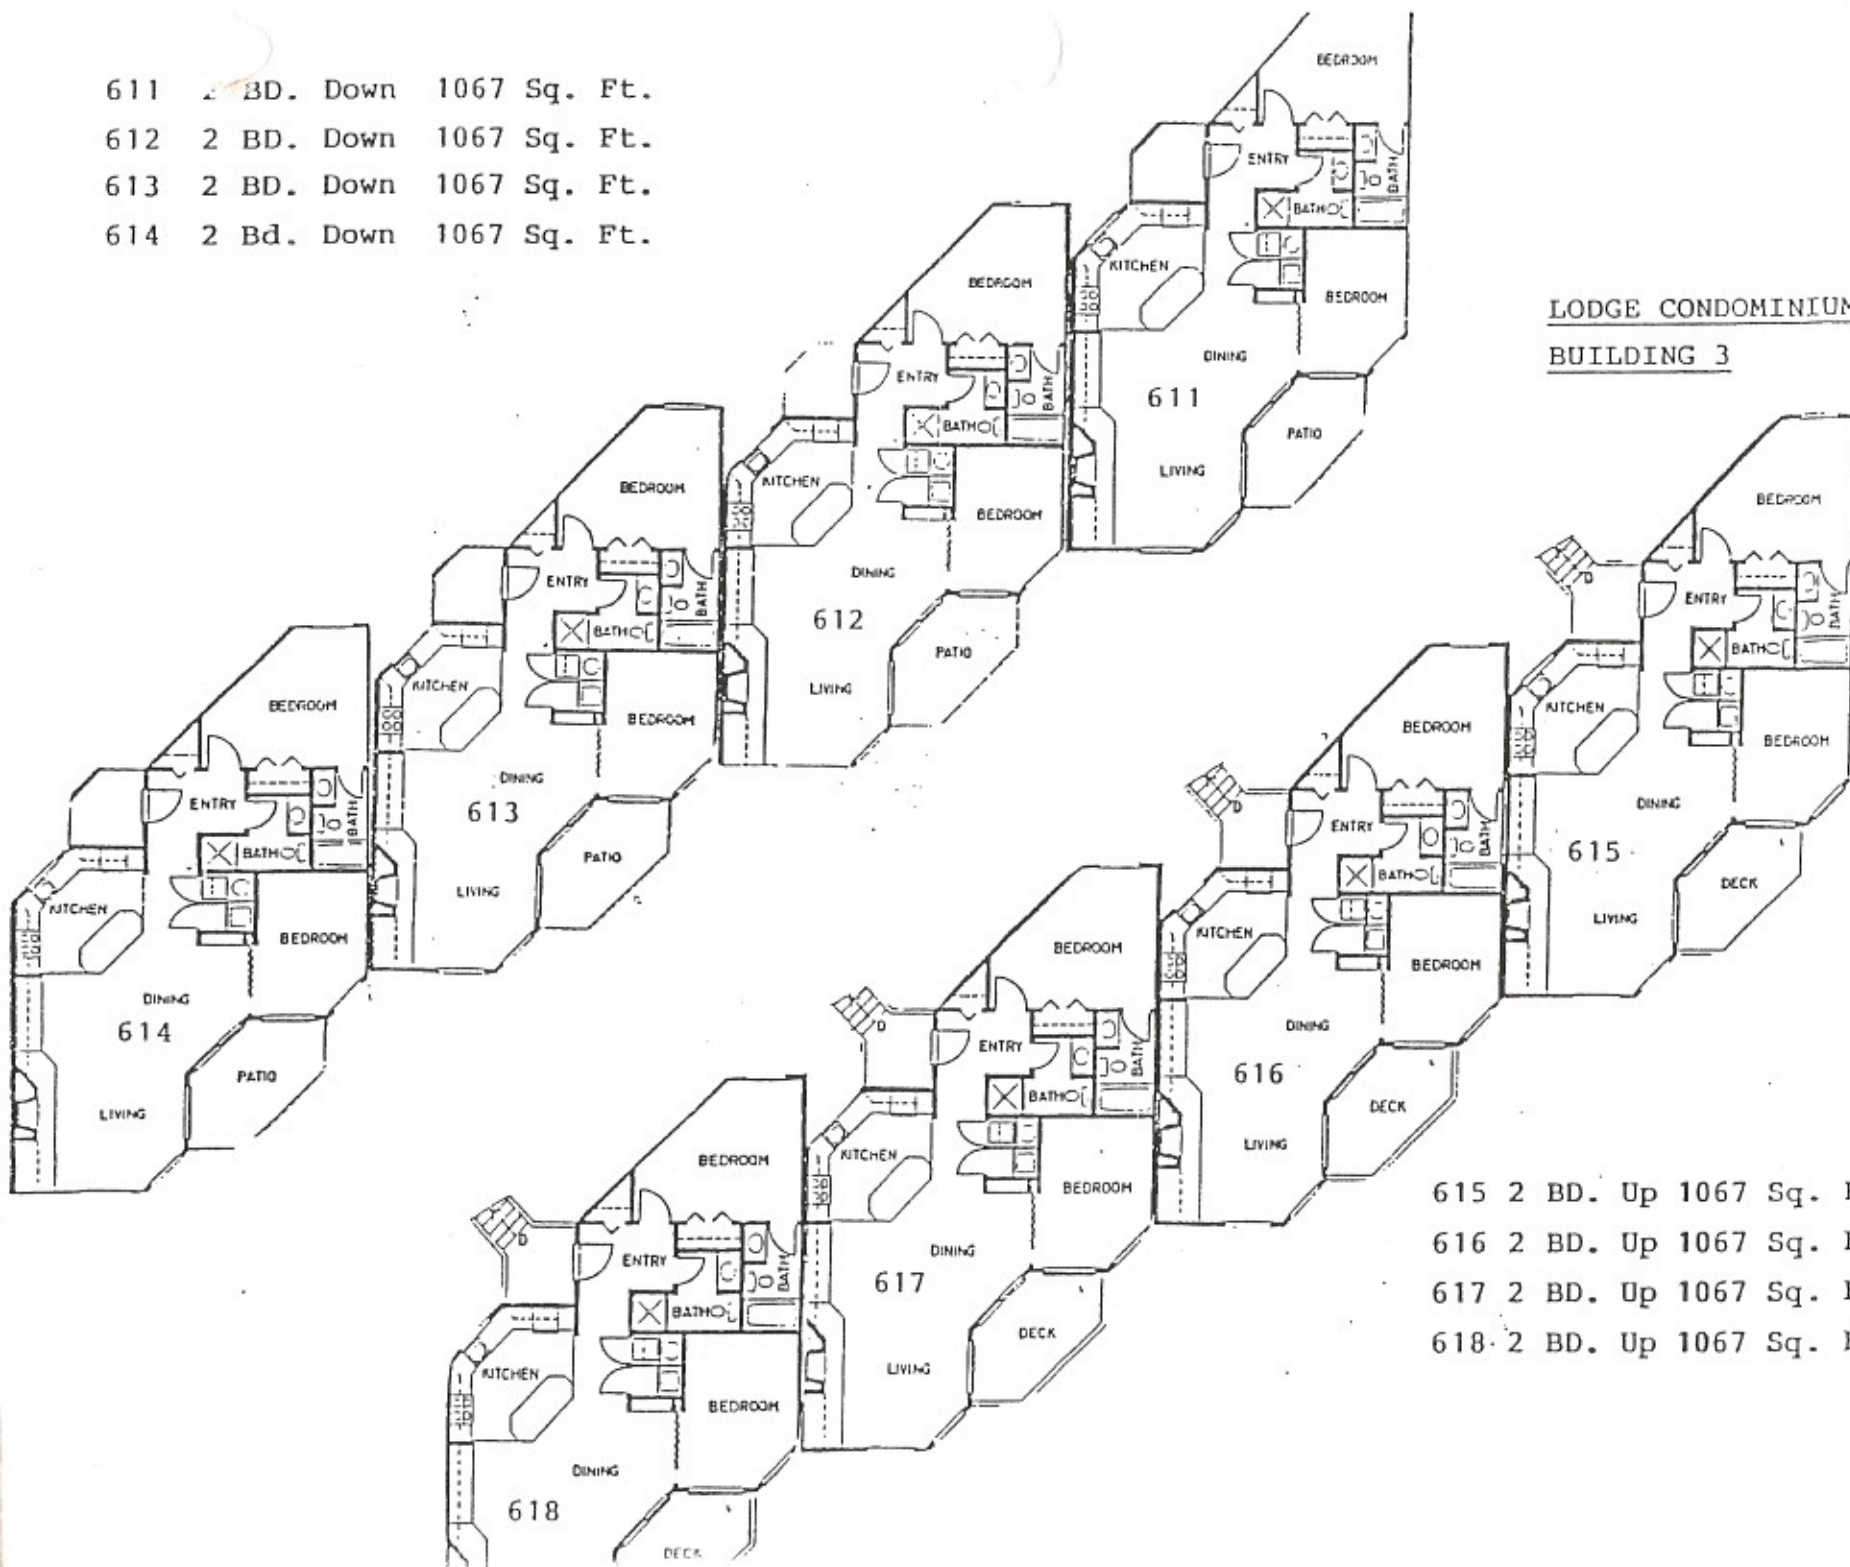 611 BD. Down 1067 Sq. Ft.
612 2 BD. Down 1067 Sq. Ft.
613 2 BD. Down 1067 Sq. Ft.
614 2 Bd. Down 1067 Sq. Ft.
LODGE CONDOMINIUM
BUILDING 3
BEDROOM
ENTRY
BATH
BATH
KITCHEN
BEDROOM
DINING
611
PATIO
LIVING
BEDROOM
ENTRY
BATH
BATH
KITCHEN
BEDROOM
DINING
612
PATIO
LIVING
BEDROOM
ENTRY
BATH
BATH
KITCHEN
BEDROOM
DINING
613
PATIO
LIVING
BEDROOM
ENTRY
BATH
BATH
KITCHEN
BEDROOM
DINING
614
PATIO
LIVING
BEDROOM
D
ENTRY
BATH
BATH
KITCHEN
BEDROOM
DINING
615
DECK
LIVING
BEDROOM
D
ENTRY
BATH
BATH
KITCHEN
BEDROOM
DINING
616
DECK
LIVING
BEDROOM
D
ENTRY
BATH
BATH
KITCHEN
BEDROOM
DINING
617
DECK
LIVING
BEDROOM
D
ENTRY
BATH
BATH
KITCHEN
BEDROOM
DINING
618
DECK
615 2 BD. Up 1067 Sq.
616 2 BD. Up 1067 Sq.
617 2 BD. Up 1067 Sq.
618 2 BD. Up 1067 Sq.